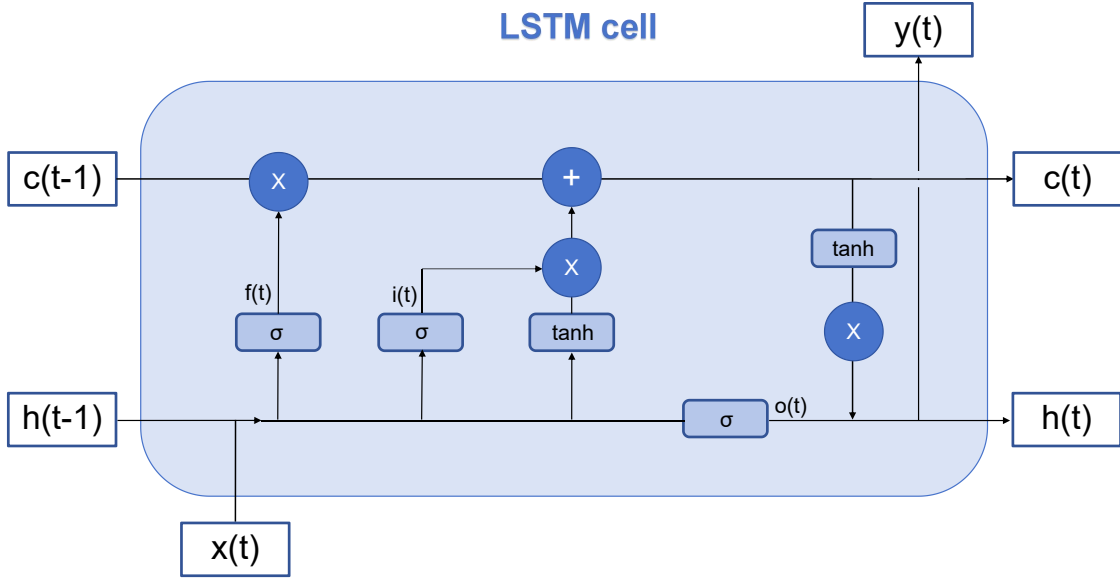 LSTM cell
y(t)
c(t-1)
X
+
c(t)
tanh
X
f(t)
i(t)
σ
σ
tanh
X
h(t-1)
σ
o(t)
h(t)
x(t)